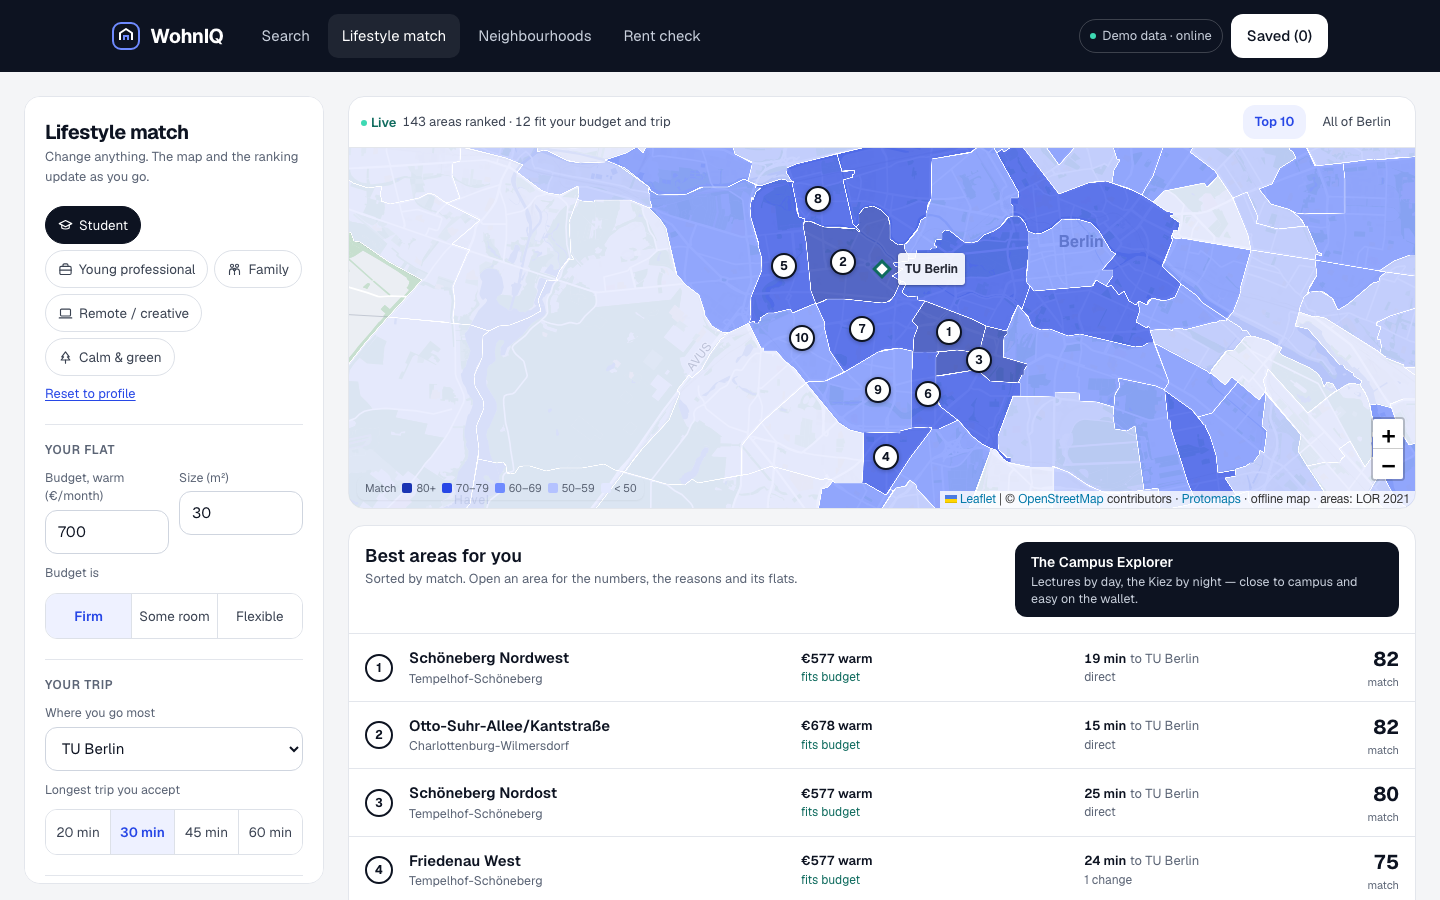 WohnIQ
Search
Lifestyle match
Neighbourhoods
Rent check
Demo data · online
Saved (0)
Lifestyle match
Change anything. The map and the ranking
update as you go.
Student
Young professional
Family
Remote / creative
Calm & green
Reset to profile
YOUR FLAT
Budget, warm
(€/month)
Size (m²)
700
30
Budget is
Firm
Some room
Flexible
YOUR TRIP
Where you go most
TU Berlin
Longest trip you accept
20 min
30 min
45 min
60 min
Live 143 areas ranked · 12 fit your budget and trip
Top 10
All of Berlin
8
Berlin
5
2
TU Berlin
10
7
1
AVUS
3
9
6
4
+
−
Match 80+ 70–79 60–69 50–59 < 50
Havel
Leaflet | © OpenStreetMap contributors · Protomaps · offline map · areas: LOR 2021
Best areas for you
Sorted by match. Open an area for the numbers, the reasons and its flats.
The Campus Explorer
Lectures by day, the Kiez by night — close to campus and
easy on the wallet.
1
Schöneberg Nordwest
Tempelhof-Schöneberg
€577 warm
fits budget
19 min to TU Berlin
direct
82
match
2
Otto-Suhr-Allee/Kantstraße
Charlottenburg-Wilmersdorf
€678 warm
fits budget
15 min to TU Berlin
direct
82
match
3
Schöneberg Nordost
Tempelhof-Schöneberg
€577 warm
fits budget
25 min to TU Berlin
direct
80
match
4
Friedenau West
Tempelhof-Schöneberg
€577 warm
fits budget
24 min to TU Berlin
1 change
75
match